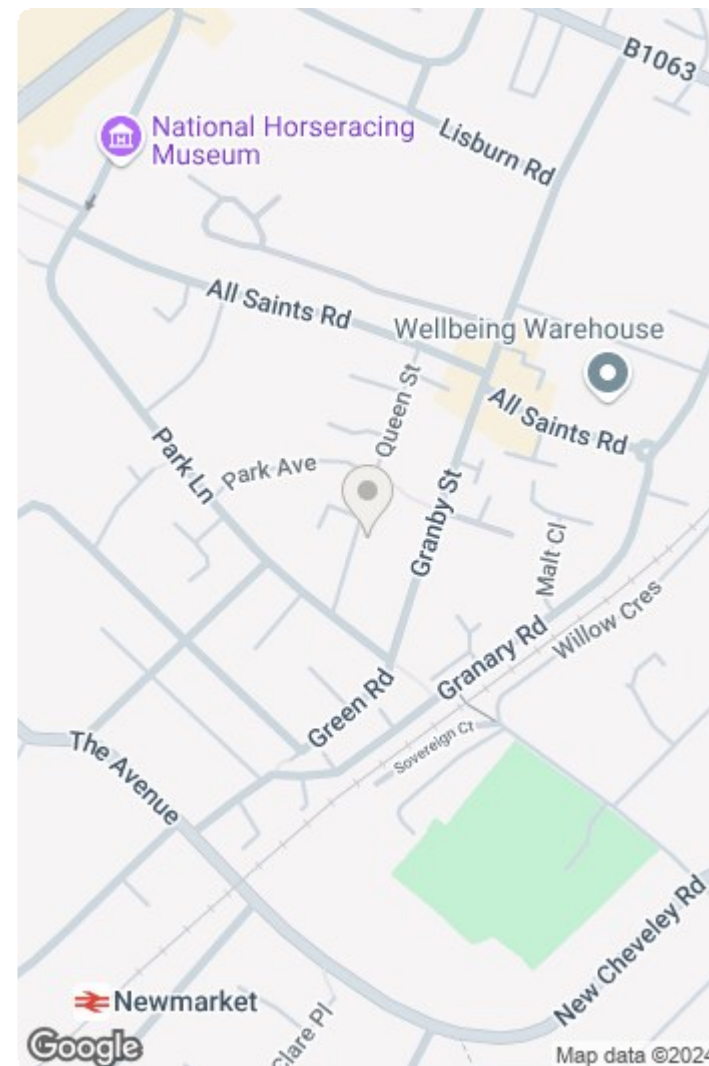 B1063
National Horseracing
Museum
Lisburn Rd
All Saints Rd
Wellbeing Warehouse
Queen St
All Saints Rd
Park Ln
Park Ave
Granby St
Malt Cl
Willow Cres
Granary Rd
Green Rd
Sovereign Ct
The Avenue
New Cheveley Rd
Newmarket
Clare Pl
Google
Map data ©2024